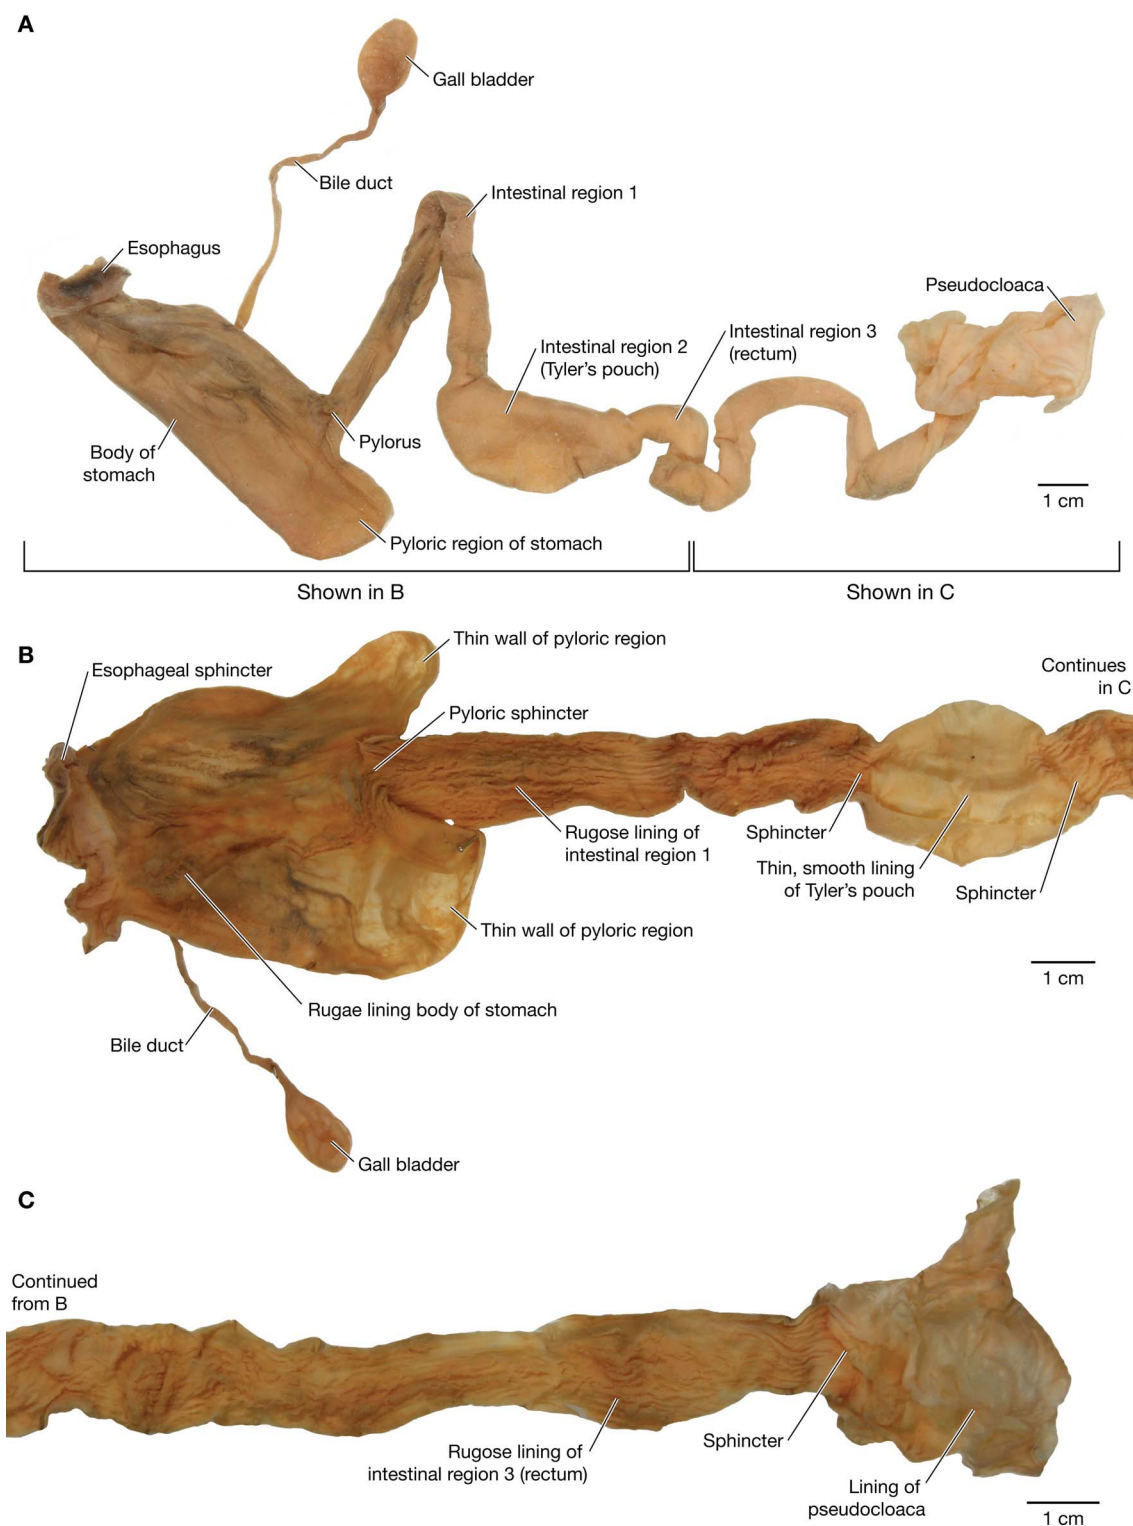 A
Gall bladder
Bile duct
Intestinal region 1
Esophagus
Pseudocloaca
Intestinal region 2
(Tyler's pouch)
Intestinal region 3
(rectum)
Pylorus
Body of
stomach
1 cm
Pyloric region of stomach
Shown in B
Shown in C
B
Thin wall of pyloric region
Esophageal sphincter
Continues
in C
Pyloric sphincter
Rugose lining of
intestinal region 1
Sphincter
Thin, smooth lining
of Tyler's pouch
Sphincter
Thin wall of pyloric region
1 cm
Rugae lining body of stomach
Bile duct
Gall bladder
C
Continued
from B
Rugose lining of
intestinal region 3 (rectum)
Sphincter
Lining of
pseudocloaca
1 cm